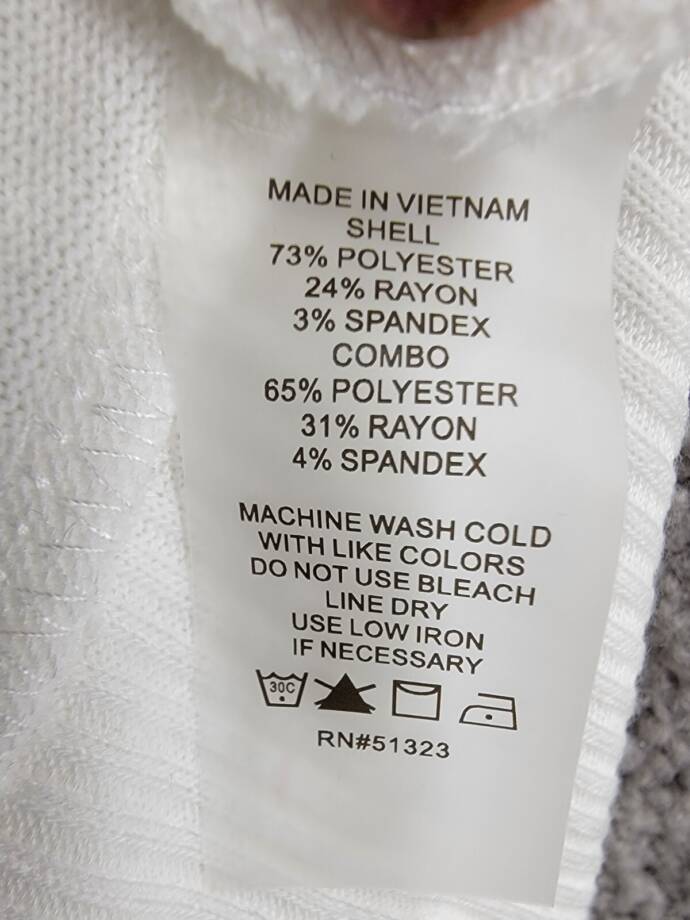 MADE IN VIETNAM
SHELL
73% POLYESTER
24% RAYON
3% SPANDEX
COMBO
65% POLYESTER
31% RAYON
4% SPANDEX
MACHINE WASH COLD
WITH LIKE COLORS
DO NOT USE BLEACH
LINE DRY
USE LOW IRON
IF NECESSARY
30C
RN#51323